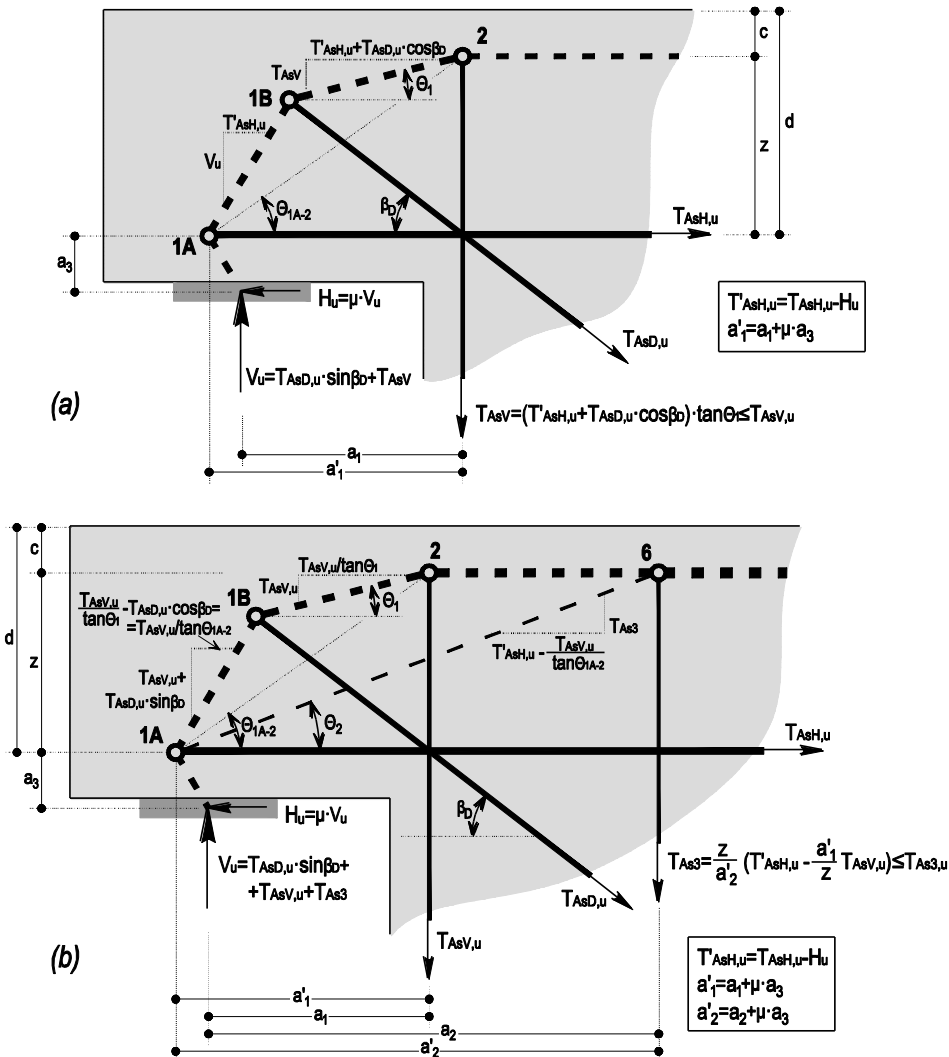 T'AsH,u+TAsD,u·cosβD
2
c
TAsV
Θ1
1B
d
T'AsH,u
z
Vu
Θ1A-2
βD
TAsH,u
1A
a3
Hu=μ·Vu
T'AsH,u=TAsH,u-Hu
a'1=a1+μ·a3
TAsD,u
Vu=TAsD,u·sinβD+TAsV
(a)
TAsV=(T'AsH,u+TAsD,u·cosβD)·tanΘ1≤TAsV,u
a1
a'1
c
TAsV,u/tanΘ1
2
6
TAsV,u
Θ1
1B
TAsV,u
tanΘ1
-TAsD,u·cosβD=
=TAsV,u/tanΘ1A-2
TAs3
d
z
T'AsH,u - TAsV,u
tanΘ1A-2
TAsV,u+
TAsD,u·sinβD
Θ1A-2
Θ2
1A
TAsH,u
a3
Hu=μ·Vu
βD
Vu=TAsD,u·sinβD+
+TAsV,u+TAs3
TAs3=z/a'2 (T'AsH,u - a'1/z TAsV,u)≤TAs3,u
TAsD,u
TAsV,u
(b)
T'AsH,u=TAsH,u-Hu
a'1=a1+μ·a3
a'2=a2+μ·a3
a'1
a1
a2
a'2